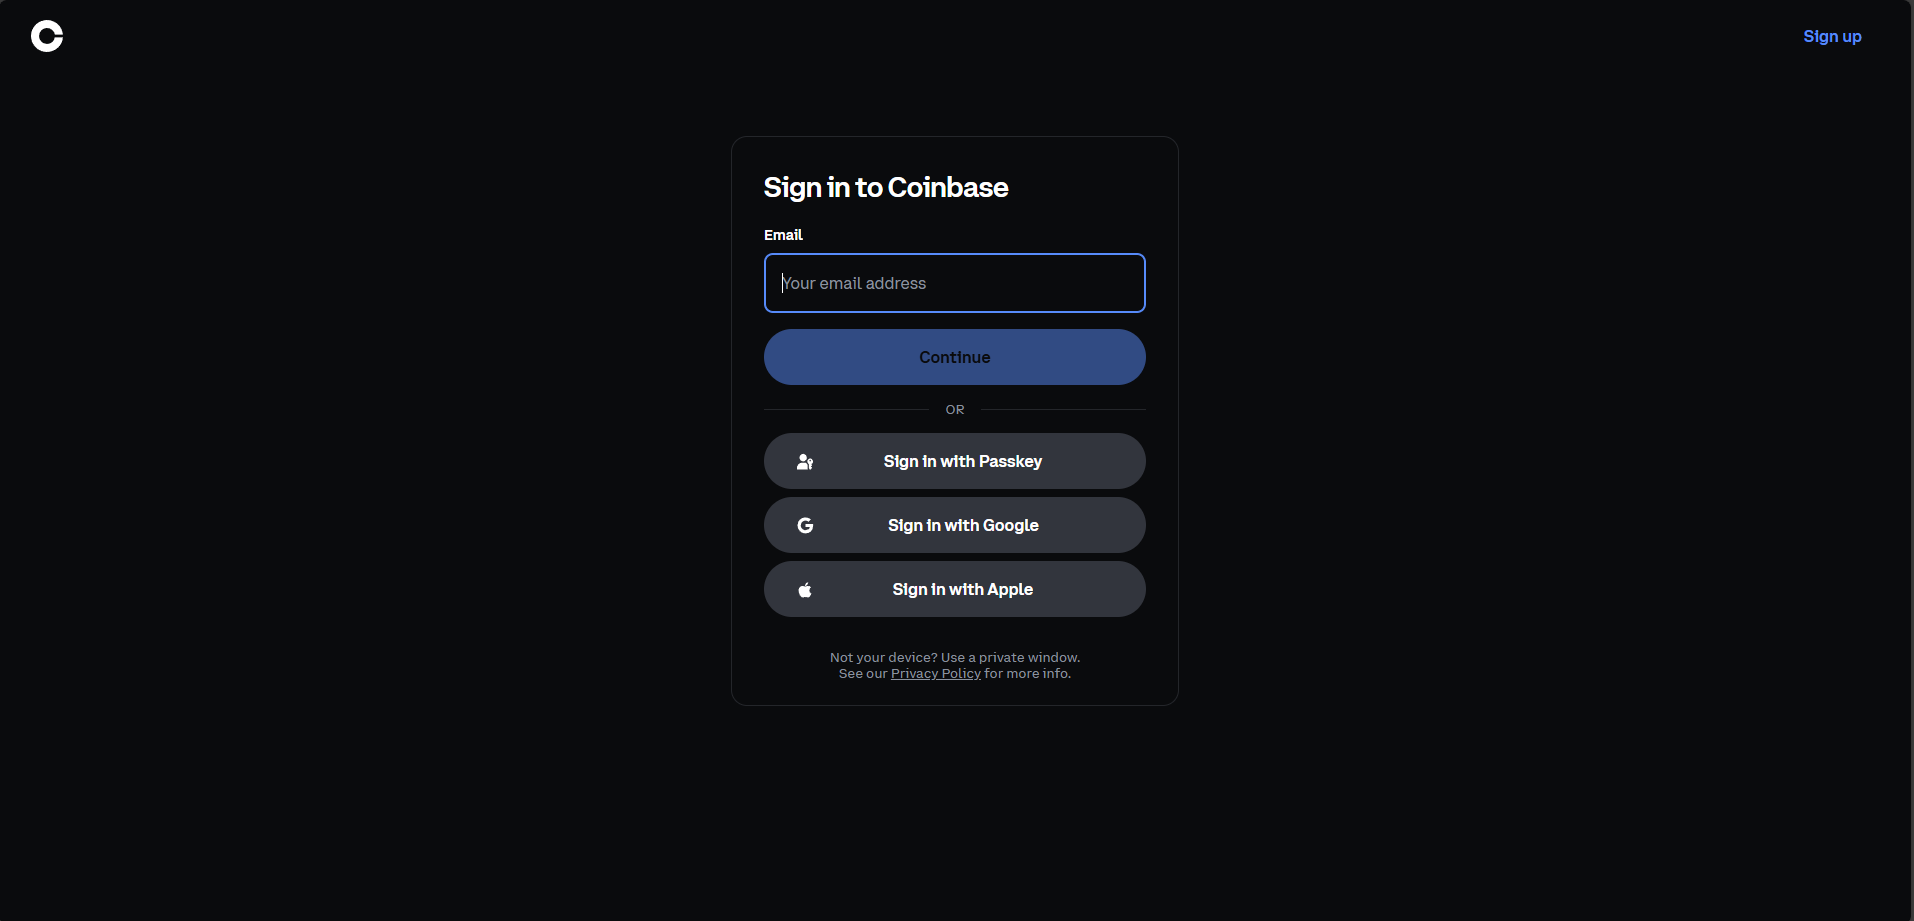 Sign up
Sign in to Coinbase
Email
Your email address
Continue
OR
Sign in with Passkey
Sign in with Google
Sign in with Apple
Not your device? Use a private window.
See our Privacy Policy for more info.